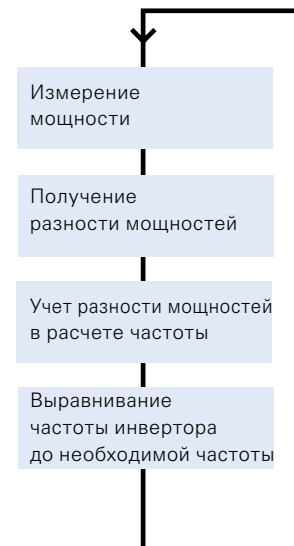 Измерение
мощности
Получение
разности мощностей
Учет разности мощностей
в расчете частоты
Выравнивание
частоты инвертора
до необходимой частоты